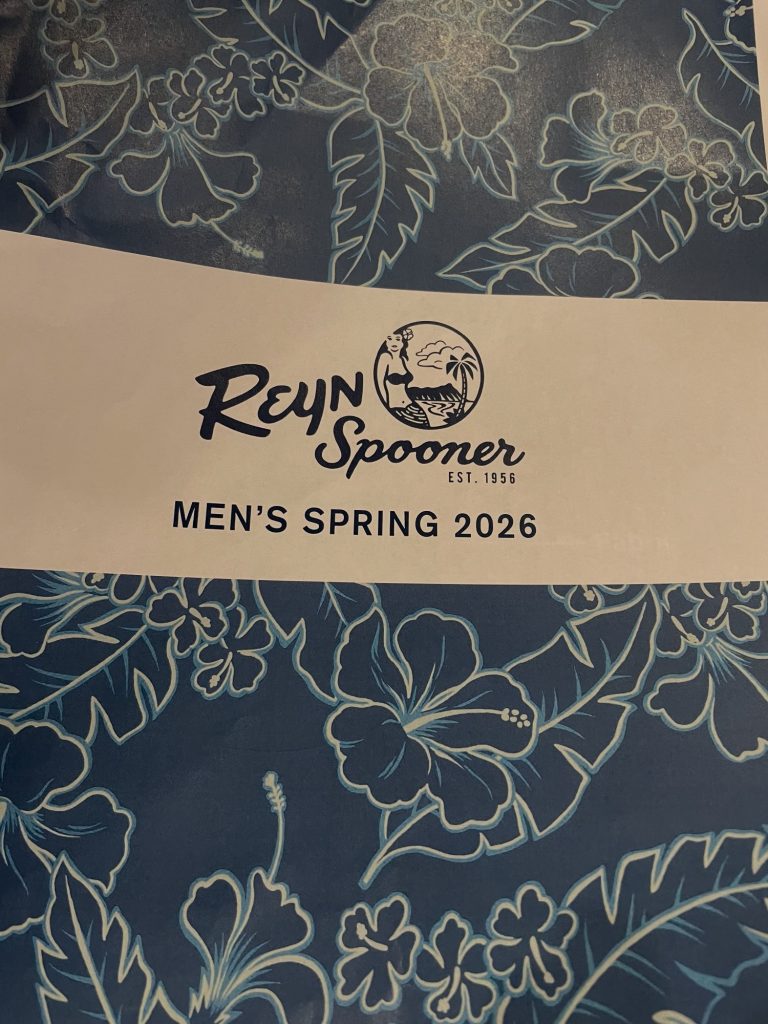 Reyn
Spooner
EST. 1956
MEN'S SPRING 2026